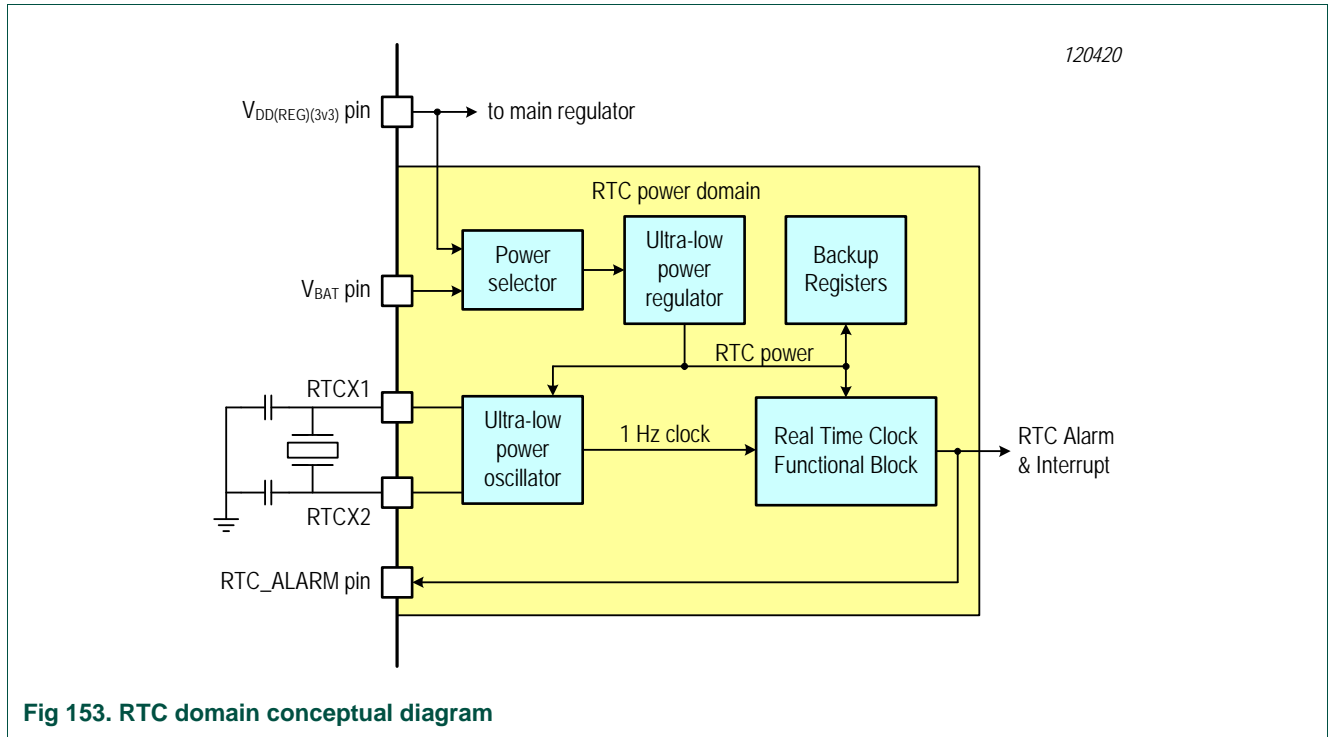 120420
V_DD(REG)(3v3) pin
to main regulator
RTC power domain
Power
selector
Ultra-low
power
regulator
Backup
Registers
V_BAT pin
RTC power
RTCX1
Ultra-low
power
oscillator
1 Hz clock
Real Time Clock
Functional Block
RTC Alarm
& Interrupt
RTCX2
RTC_ALARM pin
Fig 153. RTC domain conceptual diagram